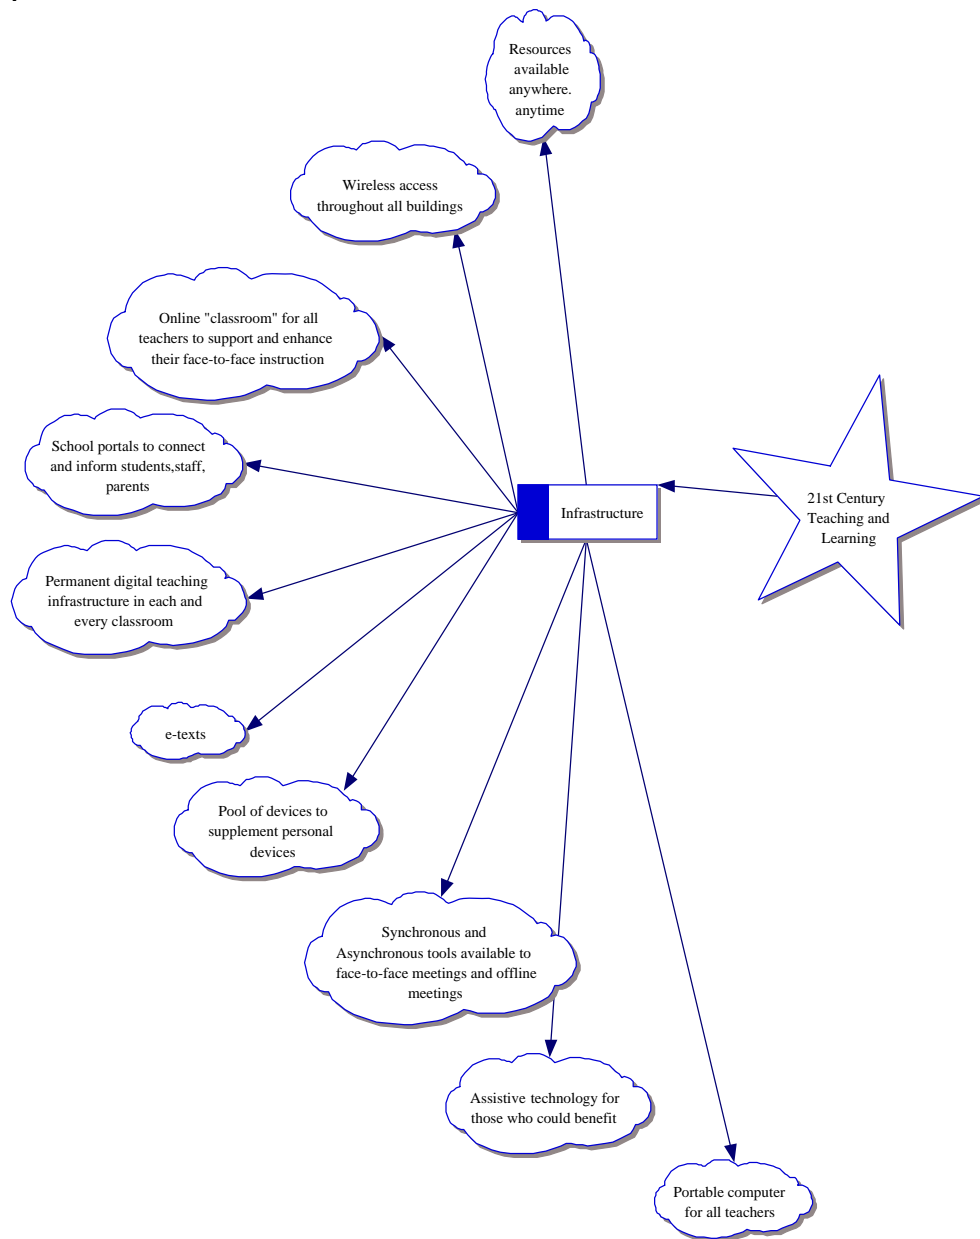 Resources
available
anywhere.
anytime
Wireless access
throughout all buildings
Online "classroom" for all
teachers to support and enhance
their face-to-face instruction
School portals to connect
and inform students,staff,
parents
Infrastructure
21st Century
Teaching and
Learning
Permanent digital teaching
infrastructure in each and
every classroom
e-texts
Pool of devices to
supplement personal
devices
Synchronous and
Asynchronous tools available to
face-to-face meetings and offline
meetings
Assistive technology for
those who could benefit
Portable computer
for all teachers